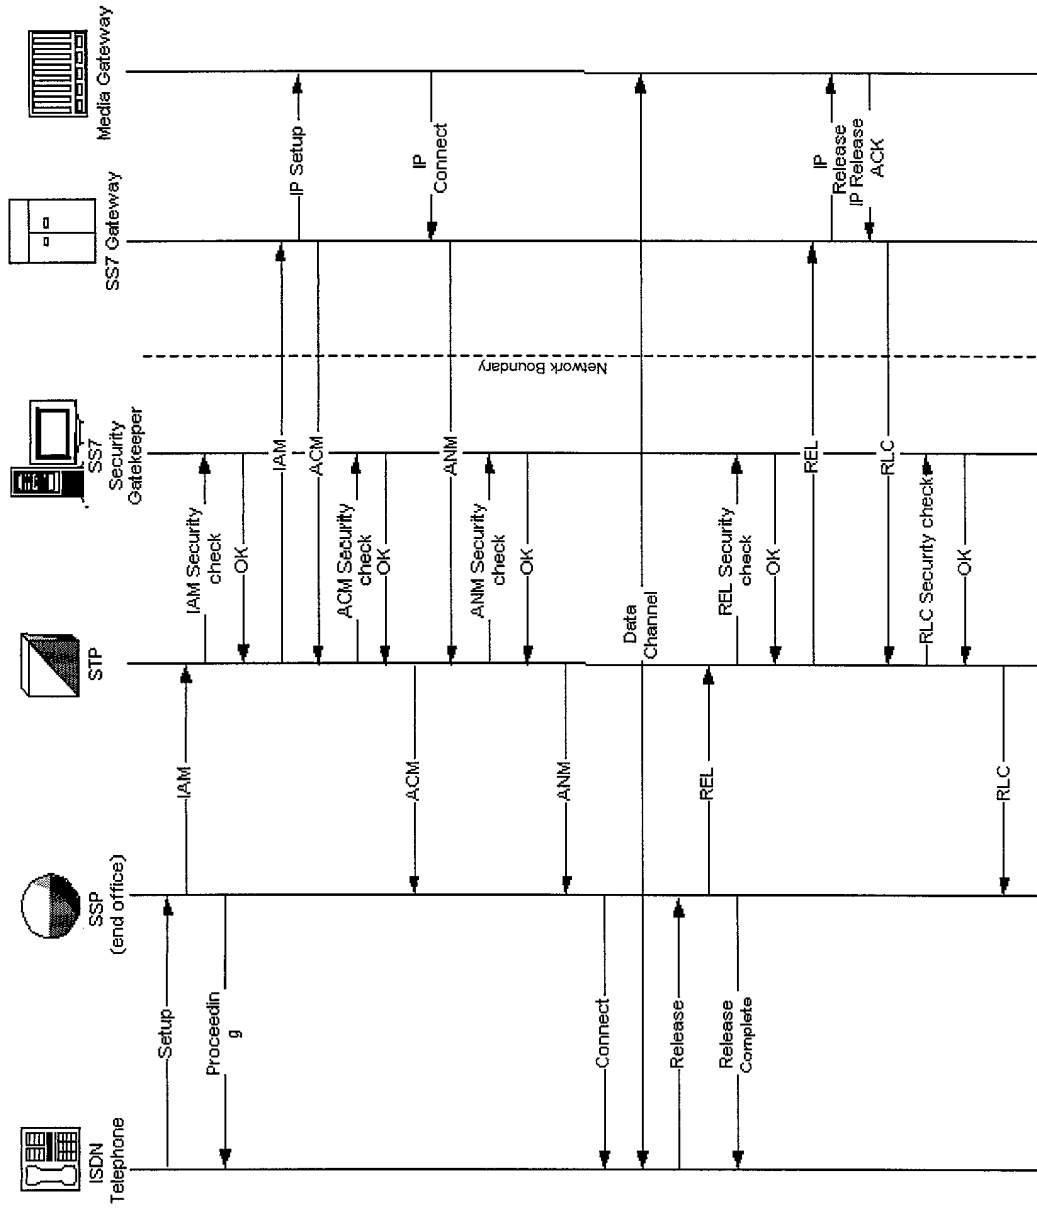 ISDN
Telephone
SSP
(end office)
STP
SS7
Security
Gatekeeper
SS7 Gateway
Media Gateway
Setup
IAM
Proceedin
g
IAM Security
check
OK
IAM
IP Setup
ACM
ACM Security
check
OK
ACM
IP
Connect
ANM
ANM Security
check
OK
ANM
Network Boundary
Connect
Data
Channel
Release
REL
Release
Complete
REL Security
check
OK
REL
IP
Release
IP Release
ACK
RLC
RLC Security check
OK
RLC